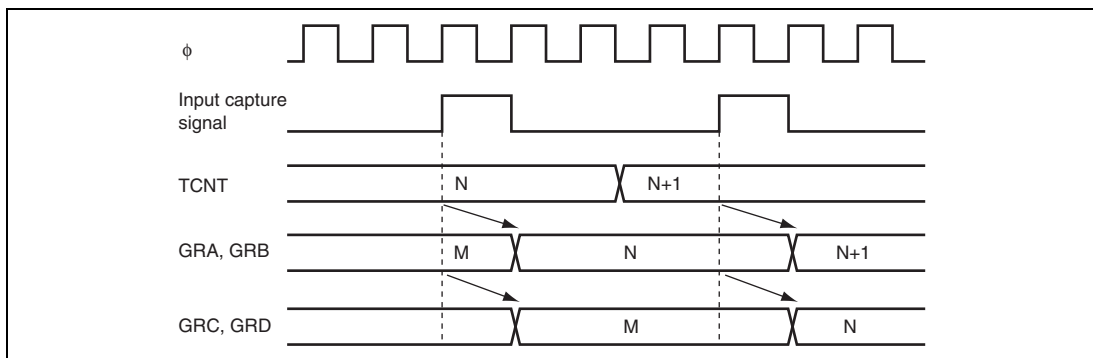 ϕ
Input capture
signal
TCNT
N
N+1
GRA, GRB
M
N
N+1
GRC, GRD
M
N